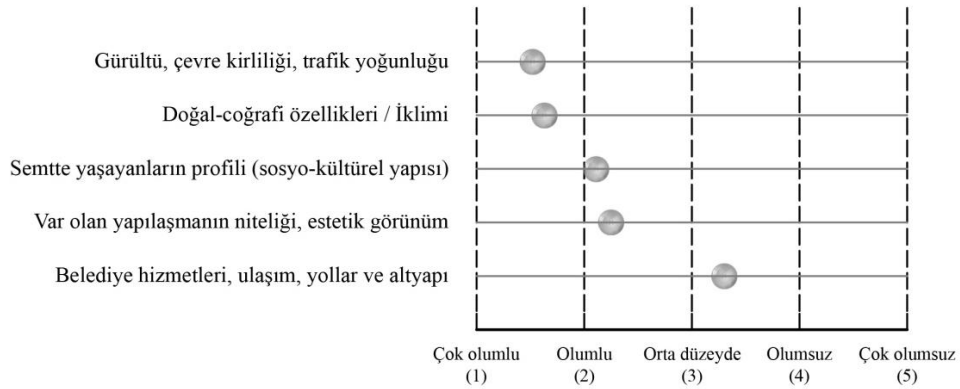 Gürültü, çevre kirliliği, trafik yoğunluğu
Doğal-coğrafi özellikleri / İklimi
Semtte yaşayanların profili (sosyo-kültürel yapısı)
Var olan yapılaşmanın niteliği, estetik görünüm
Belediye hizmetleri, ulaşım, yollar ve altyapı
Çok olumlu Olumlu Orta düzeyde Olumsuz Çok olumsuz
(1) (2) (3) (4) (5)